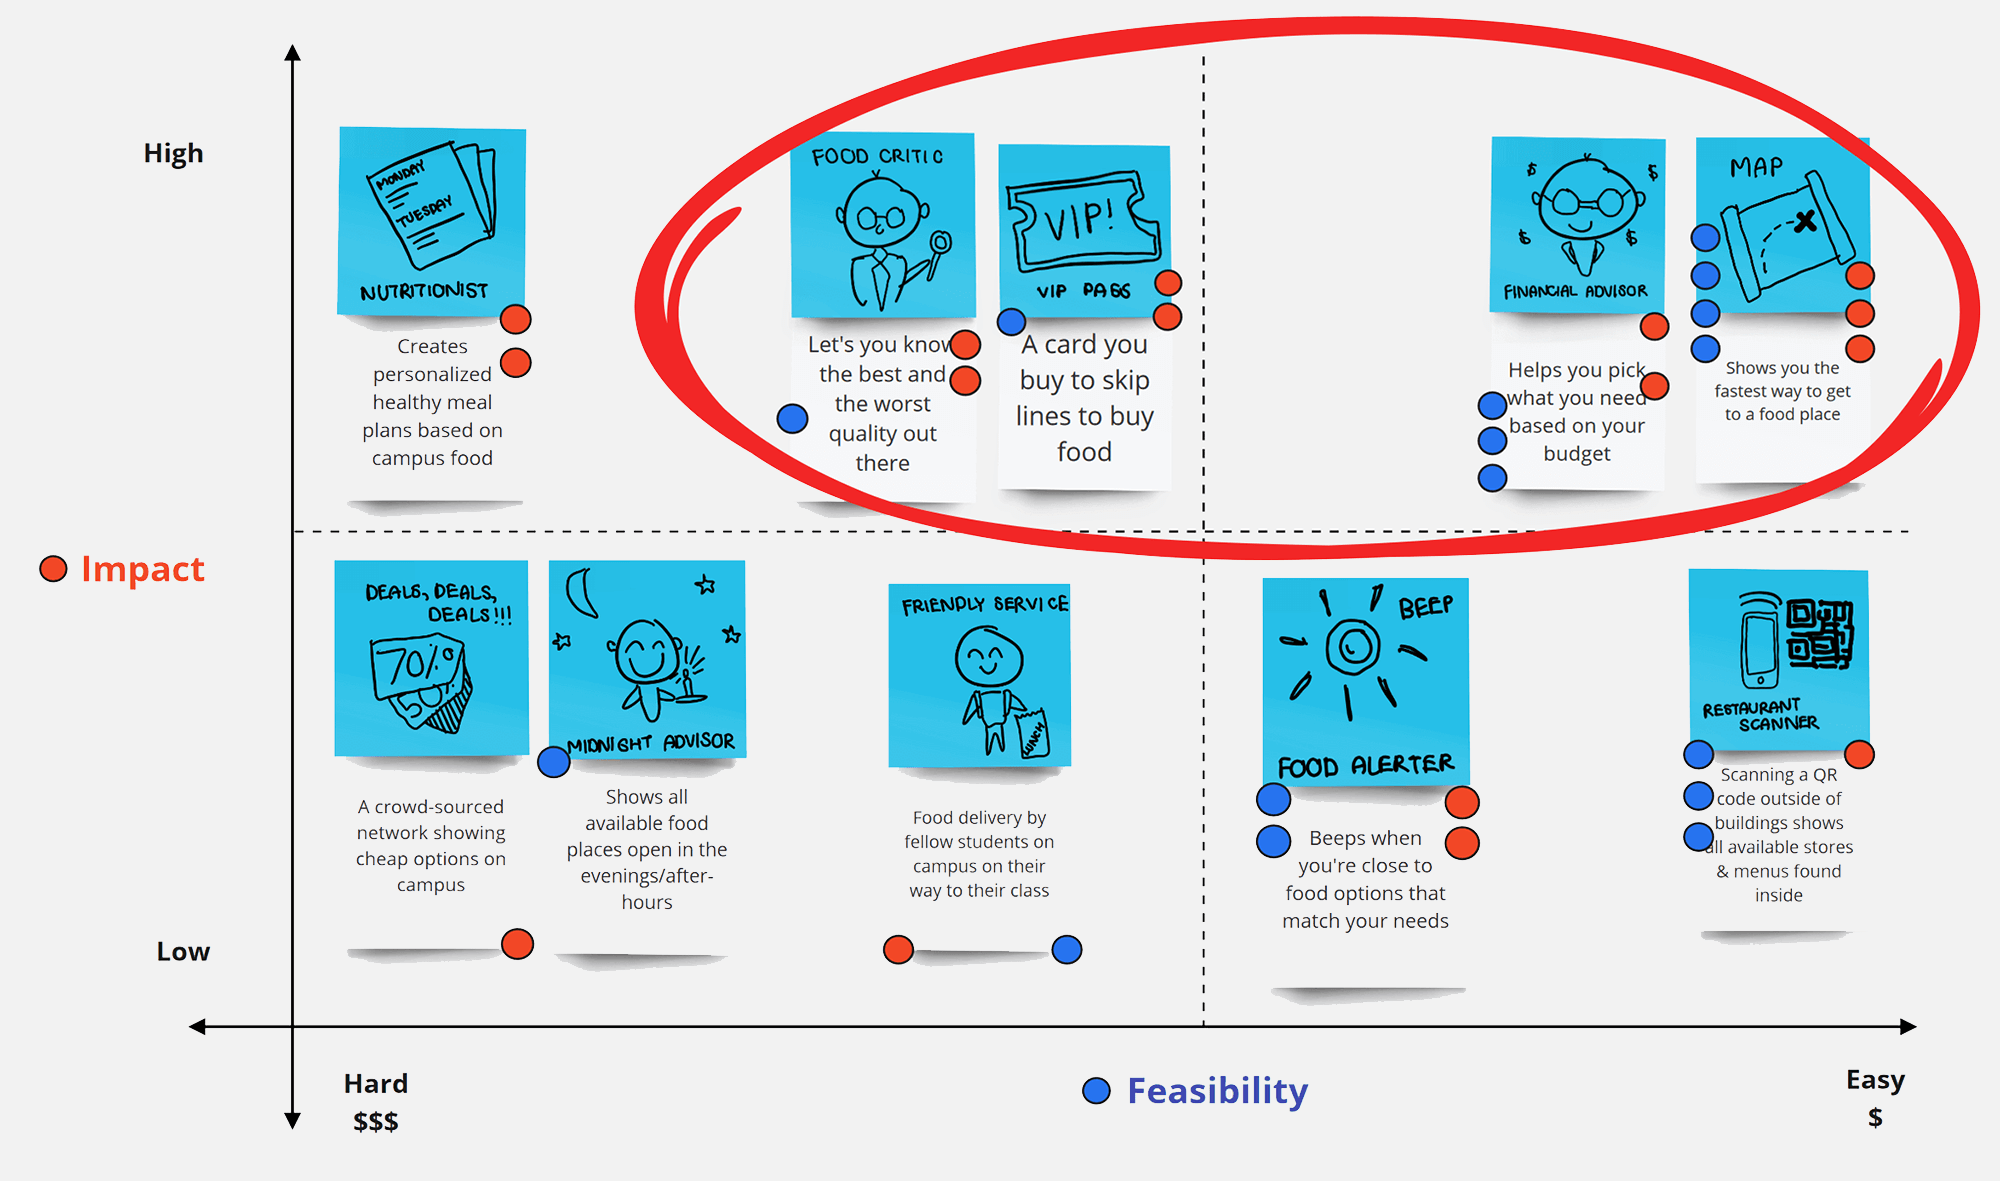 High
MONDAY
TUESDAY
NUTRITIONIST
Creates
personalized
healthy meal
plans based on
campus food
FOOD CRITIC
Let's you know
the best and
the worst
quality out
there
VIP!
VIP PASS
A card you
buy to skip
lines to buy
food
$ $
$ $
FINANCIAL ADVISOR
Helps you pick
what you need
based on your
budget
MAP
Shows you the
fastest way to get
to a food place
Impact
DEALS, DEALS,
DEALS!!!
70%
50%
A crowd-sourced
network showing
cheap options on
campus
MIDNIGHT ADVISOR
Shows all
available food
places open in the
evenings/after-
hours
FRIENDLY SERVICE
LUNCH
Food delivery by
fellow students on
campus on their
way to their class
BEEP
FOOD ALERTER
Beeps when
you're close to
food options that
match your needs
RESTAURANT
SCANNER
Scanning a QR
code outside of
buildings shows
all available stores
& menus found
inside
Low
Hard
$$$
Feasibility
Easy
$